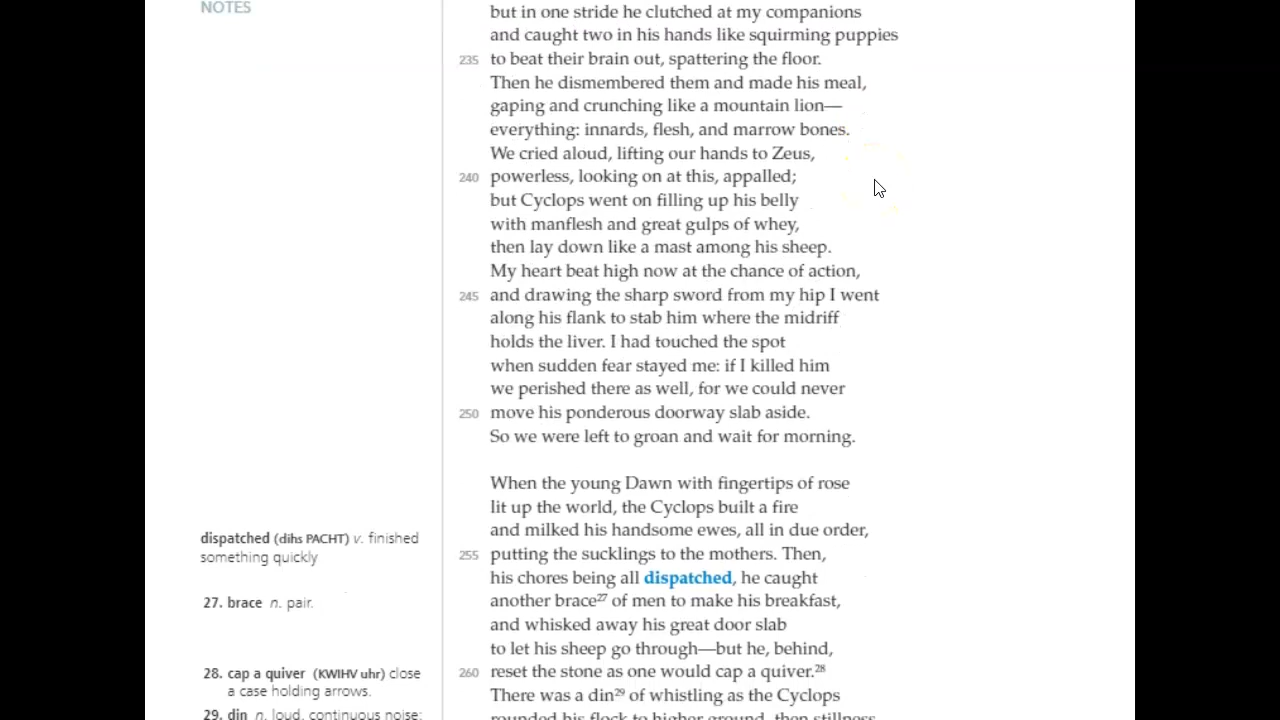 NOTES
but in one stride he clutched at my companions
and caught two in his hands like squirming puppies
235 to beat their brain out, spattering the floor.
Then he dismembered them and made his meal,
gaping and crunching like a mountain lion—
everything: innards, flesh, and marrow bones.
We cried aloud, lifting our hands to Zeus,
240 powerless, looking on at this, appalled;
but Cyclops went on filling up his belly
with manflesh and great gulps of whey,
then lay down like a mast among his sheep.
My heart beat high now at the chance of action,
245 and drawing the sharp sword from my hip I went
along his flank to stab him where the midriff
holds the liver. I had touched the spot
when sudden fear stayed me: if I killed him
we perished there as well, for we could never
250 move his ponderous doorway slab aside.
So we were left to groan and wait for morning.
When the young Dawn with fingertips of rose
lit up the world, the Cyclops built a fire
and milked his handsome ewes, all in due order,
255 putting the sucklings to the mothers. Then,
his chores being all dispatched, he caught
another brace²⁷ of men to make his breakfast,
and whisked away his great door slab
to let his sheep go through—but he, behind,
260 reset the stone as one would cap a quiver.²⁸
There was a din²⁹ of whistling as the Cyclops
rounded his flock to higher ground, then stillness
dispatched (dihs PACHT) v. finished
something quickly
27. brace n. pair.
28. cap a quiver (KWIHV uhr) close
a case holding arrows.
29. din n. loud, continuous noise;